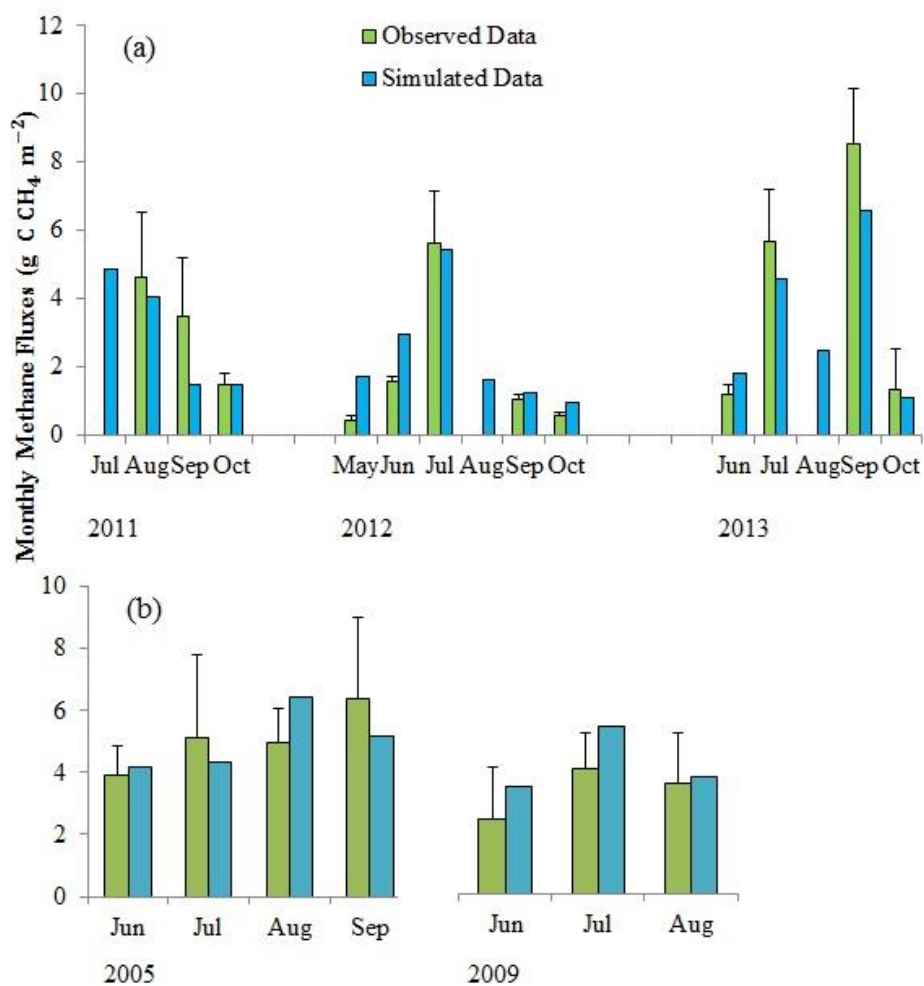 12
10
8
6
4
2
0
(a)
Observed Data
Simulated Data
Monthly Methane Fluxes (g C CH₄ m⁻²)
Jul Aug Sep Oct May Jun Jul Aug Sep Oct Jun Jul Aug Sep Oct
2011 2012 2013
10
8
6
4
2
0
(b)
Jun Jul Aug Sep Jun Jul Aug
2005 2009